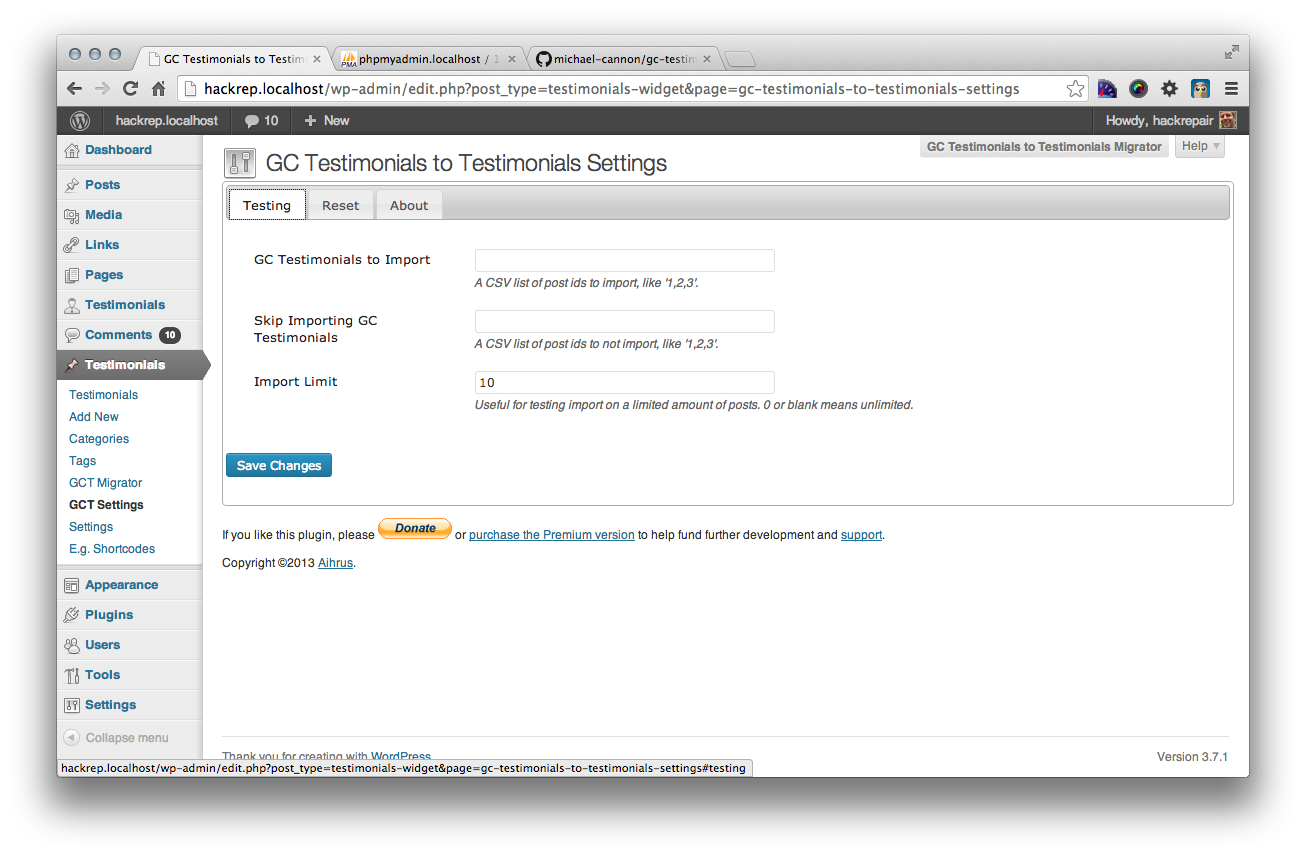 GC Testimonials to Testim
phpmyadmin.localhost / 1
michael-cannon/gc-testim
hackrep.localhost/wp-admin/edit.php?post_type=testimonials-widget&page=gc-testimonials-to-testimonials-settings
hackrep.localhost 10 + New Howdy, hackrepair
Dashboard
Posts
Media
Links
Pages
Testimonials
Comments 10
Testimonials
Testimonials
Add New
Categories
Tags
GCT Migrator
GCT Settings
Settings
E.g. Shortcodes
Appearance
Plugins
Users
Tools
Settings
Collapse menu
GC Testimonials to Testimonials Migrator Help
GC Testimonials to Testimonials Settings
Testing Reset About
GC Testimonials to Import
A CSV list of post ids to import, like '1,2,3'.
Skip Importing GC
Testimonials
A CSV list of post ids to not import, like '1,2,3'.
Import Limit 10
Useful for testing import on a limited amount of posts. 0 or blank means unlimited.
Save Changes
If you like this plugin, please Donate or purchase the Premium version to help fund further development and support.
Copyright ©2013 Aihrus.
Thank you for creating with WordPress. Version 3.7.1
hackrep.localhost/wp-admin/edit.php?post_type=testimonials-widget&page=gc-testimonials-to-testimonials-settings#testing